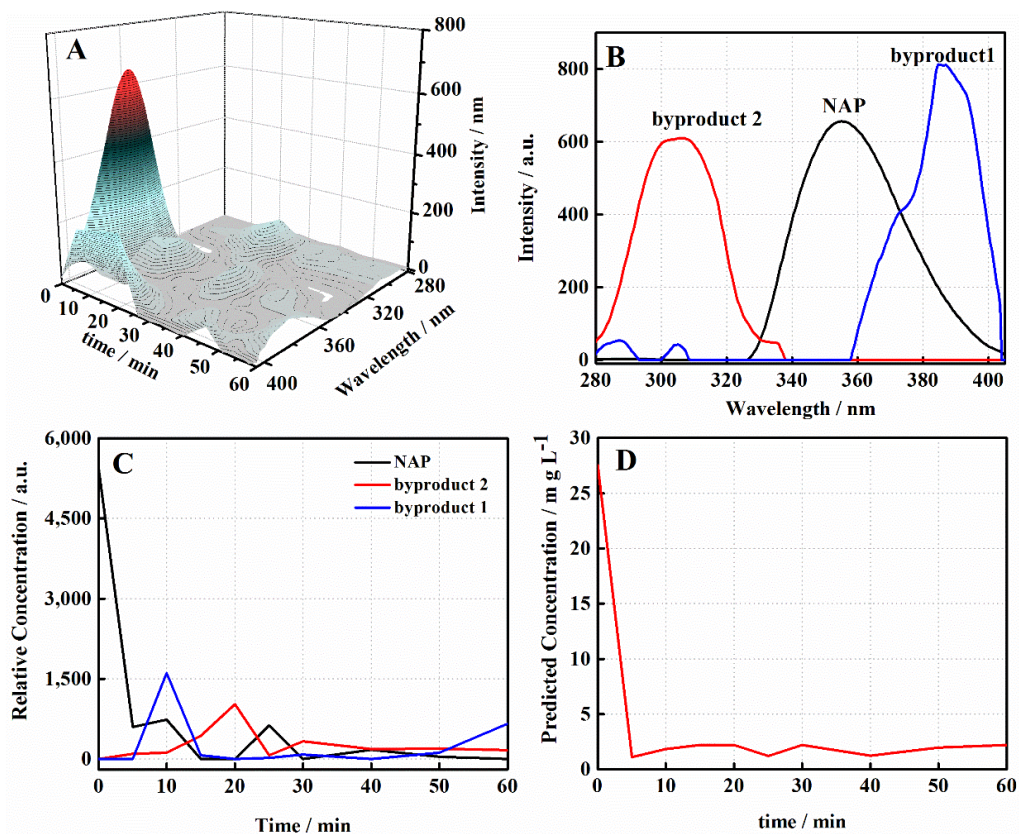 A
800
600
400
200
0
Intensity / nm
0
10
20
30
40
50
60
time / min
280
320
360
400
Wavelength / nm
B
byproduct1
NAP
byproduct 2
800
600
400
200
0
Intensity / a.u.
280 300 320 340 360 380 400
Wavelength / nm
C
NAP
byproduct 2
byproduct 1
6,000
4,500
3,000
1,500
0
Relative Concentration / a.u.
0 10 20 30 40 50 60
Time / min
D
30
25
20
15
10
5
0
Predicted Concentration / mg L⁻¹
0 10 20 30 40 50 60
time / min